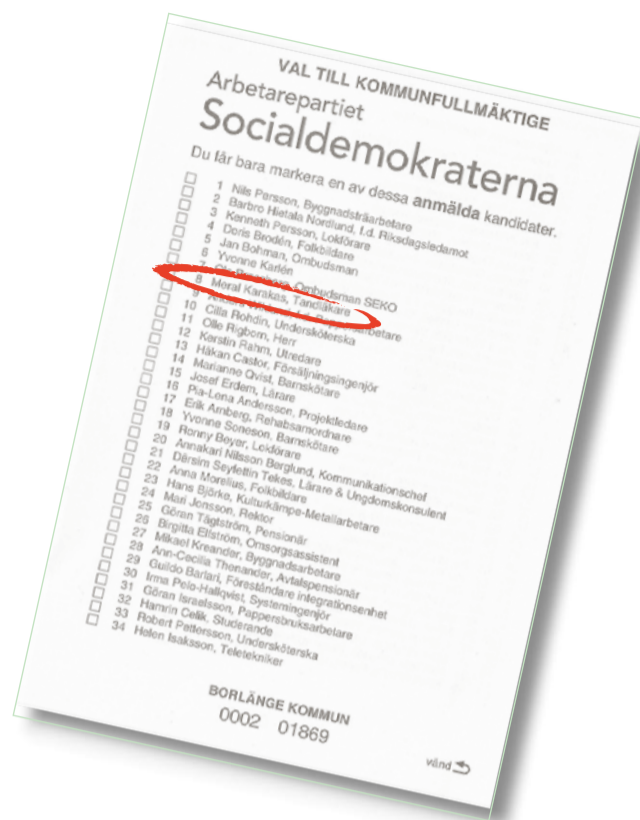 VAL TILL KOMMUNFULLMÄKTIGE
Arbetarepartiet
Socialdemokraterna
Du får bara markera en av dessa anmälda kandidater.
1 Nils Persson, Byggnadsträarbetare
2 Barbro Hietala Nordlund, f.d. Riksdagsledamot
3 Kenneth Persson, Lokförare
4 Doris Brodén, Folkbildare
5 Jan Bohman, Ombudsman
6 Yvonne Karlén
7 Ombudsman SEKO
8 Meral Karakas, Tandläkare
9
10 Cilla Rohdin, Undersköterska
11 Olle Rigborn, Herr
12 Kerstin Rahm, Utredare
13 Håkan Castor, Försäljningsingenjör
14 Marianne Qvist, Barnskötare
15 Josef Erdem, Lärare
16 Pia-Lena Andersson, Projektledare
17 Erik Arnberg, Rehabsamordnare
18 Yvonne Soneson, Barnskötare
19 Ronny Beyer, Lokförare
20 Annakari Nilsson Berglund, Kommunikationschef
21 Dêrsim Seyfettin Tekes, Lärare & Ungdomskonsulent
22 Anna Morelius, Folkbildare
23 Hans Björke, Kulturkämpe-Metallarbetare
24 Mari Jonsson, Rektor
25 Göran Tägtström, Pensionär
26 Birgitta Elfström, Omsorgsassistent
27 Mikael Kreander, Byggnadsarbetare
28 Ann-Cecilia Thenander, Avtalspensionär
29 Guildo Barlari, Föreståndare integrationsenhet
30 Irma Pelo-Hallqvist, Systemingenjör
31 Göran Israelsson, Pappersbruksarbetare
32 Hamrin Celik, Studerande
33 Robert Pettersson, Undersköterska
34 Helen Isaksson, Teletekniker
BORLÄNGE KOMMUN
0002 01869
vänd